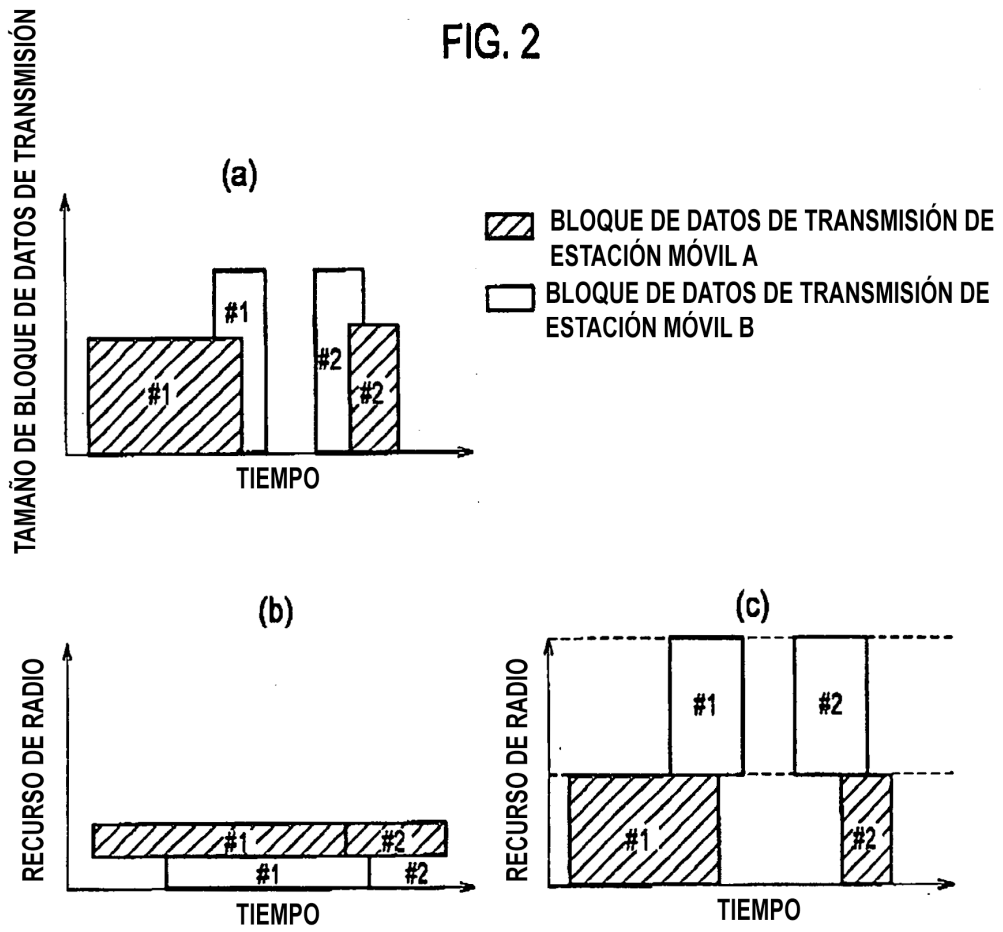 FIG. 2
TAMAÑO DE BLOQUE DE DATOS DE TRANSMISIÓN
(a)
#1
#1
#2
#2
TIEMPO
BLOQUE DE DATOS DE TRANSMISIÓN DE
ESTACIÓN MÓVIL A
BLOQUE DE DATOS DE TRANSMISIÓN DE
ESTACIÓN MÓVIL B
(b)
RECURSO DE RADIO
#1
#2
#1
#2
TIEMPO
(c)
RECURSO DE RADIO
#1
#2
#1
#2
TIEMPO